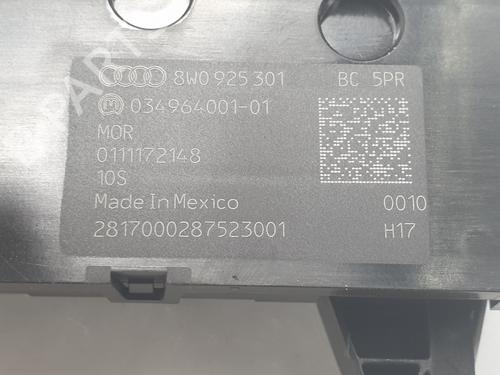 8W0 925 301 BC 5PR
034964001-01
MOR
0111172148
10S
Made In Mexico 0010
2817000287523001 H17